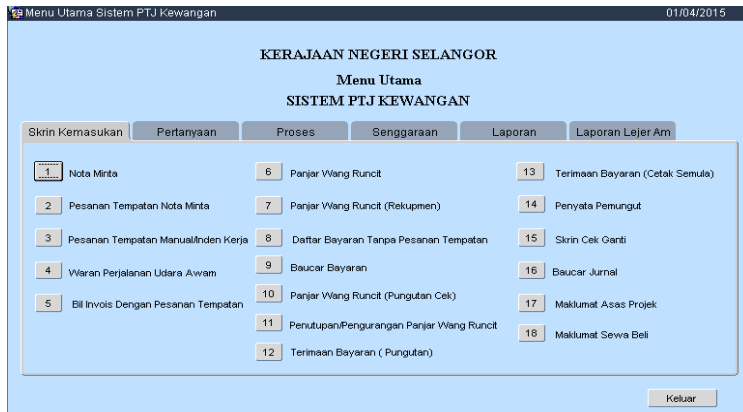 Menu Utama Sistem PTJ Kewangan 01/04/2015
KERAJAAN NEGERI SELANGOR
Menu Utama
SISTEM PTJ KEWANGAN
Skrin Kemasukan Pertanyaan Proses Senggaraan Laporan Laporan Lejer Am
1 Nota Minta
2 Pesanan Tempatan Nota Minta
3 Pesanan Tempatan Manual/Inden Kerja
4 Waran Perjalanan Udara Awam
5 Bil Invois Dengan Pesanan Tempatan
6 Panjar Wang Runcit
7 Panjar Wang Runcit (Rekupmen)
8 Daftar Bayaran Tanpa Pesanan Tempatan
9 Baucar Bayaran
10 Panjar Wang Runcit (Pungutan Cek)
11 Penutupan/Pengurangan Panjar Wang Runcit
12 Terimaan Bayaran ( Pungutan)
13 Terimaan Bayaran (Cetak Semula)
14 Penyata Pemungut
15 Skrin Cek Ganti
16 Baucar Jurnal
17 Maklumat Asas Projek
18 Maklumat Sewa Beli
Keluar